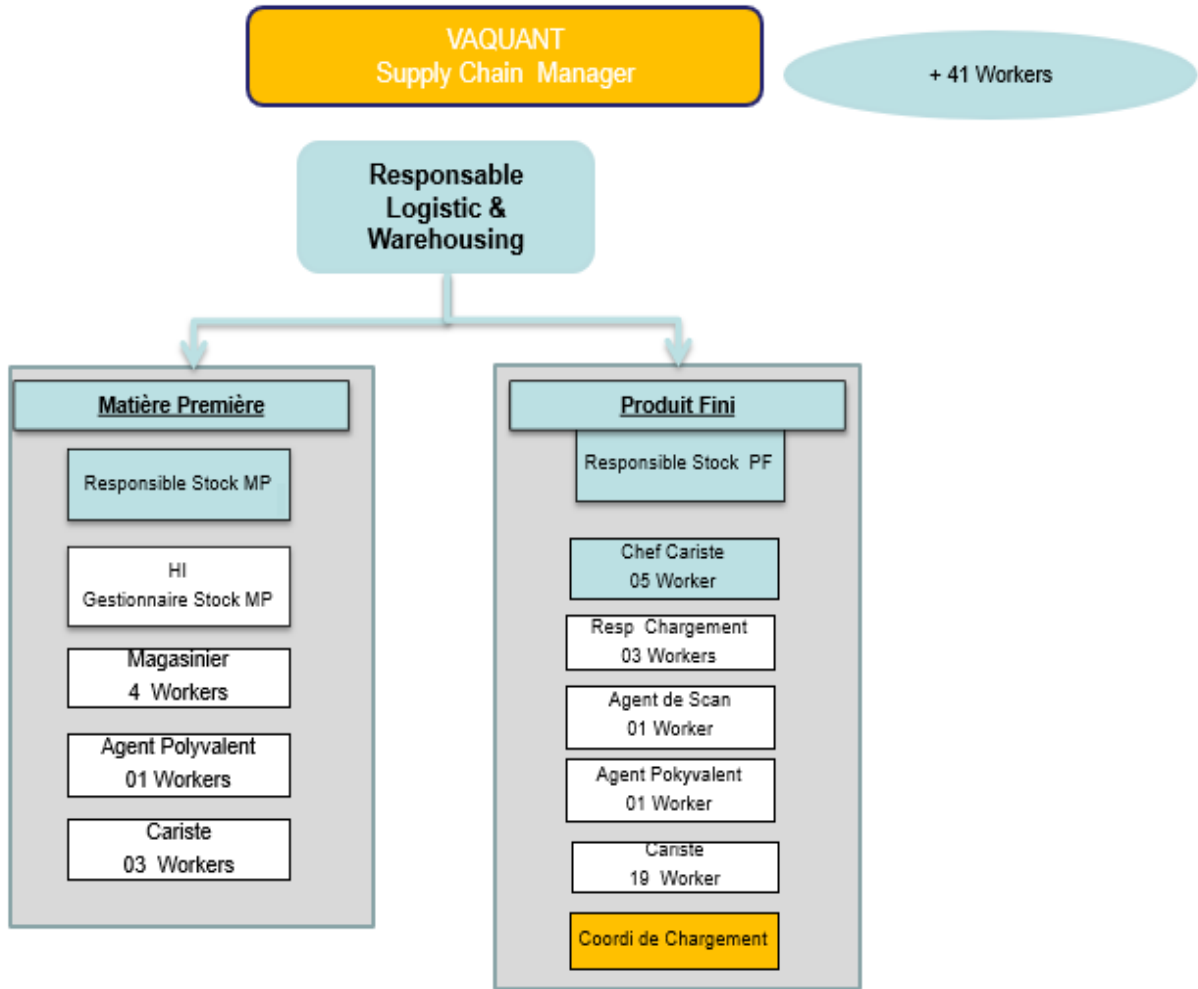 VAQUANT
Supply Chain Manager
+ 41 Workers
Responsable
Logistic &
Warehousing
Matière Première
Responsible Stock MP
HI
Gestionnaire Stock MP
Magasinier
4 Workers
Agent Polyvalent
01 Workers
Cariste
03 Workers
Produit Fini
Responsible Stock PF
Chef Cariste
05 Worker
Resp Chargement
03 Workers
Agent de Scan
01 Worker
Agent Pokyvalent
01 Worker
Cariste
19 Worker
Coordi de Chargement